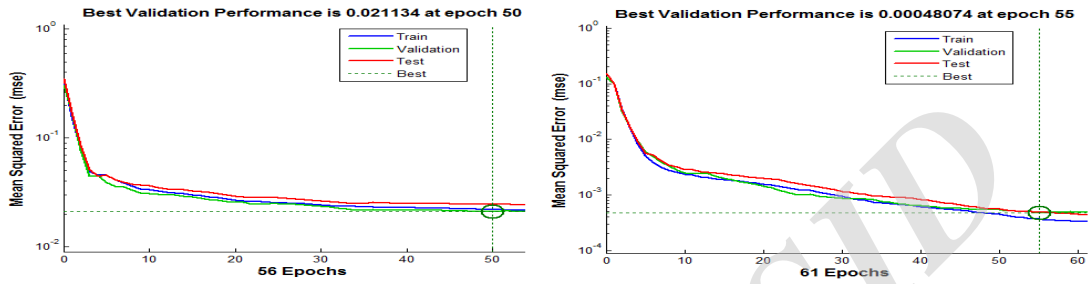 Best Validation Performance is 0.021134 at epoch 50
Mean Squared Error (mse)
10^0
10^-1
10^-2
Train
Validation
Test
Best
0 10 20 30 40 50
56 Epochs
Best Validation Performance is 0.00048074 at epoch 55
Mean Squared Error (mse)
10^0
10^-1
10^-2
10^-3
10^-4
Train
Validation
Test
Best
0 10 20 30 40 50 60
61 Epochs
SID